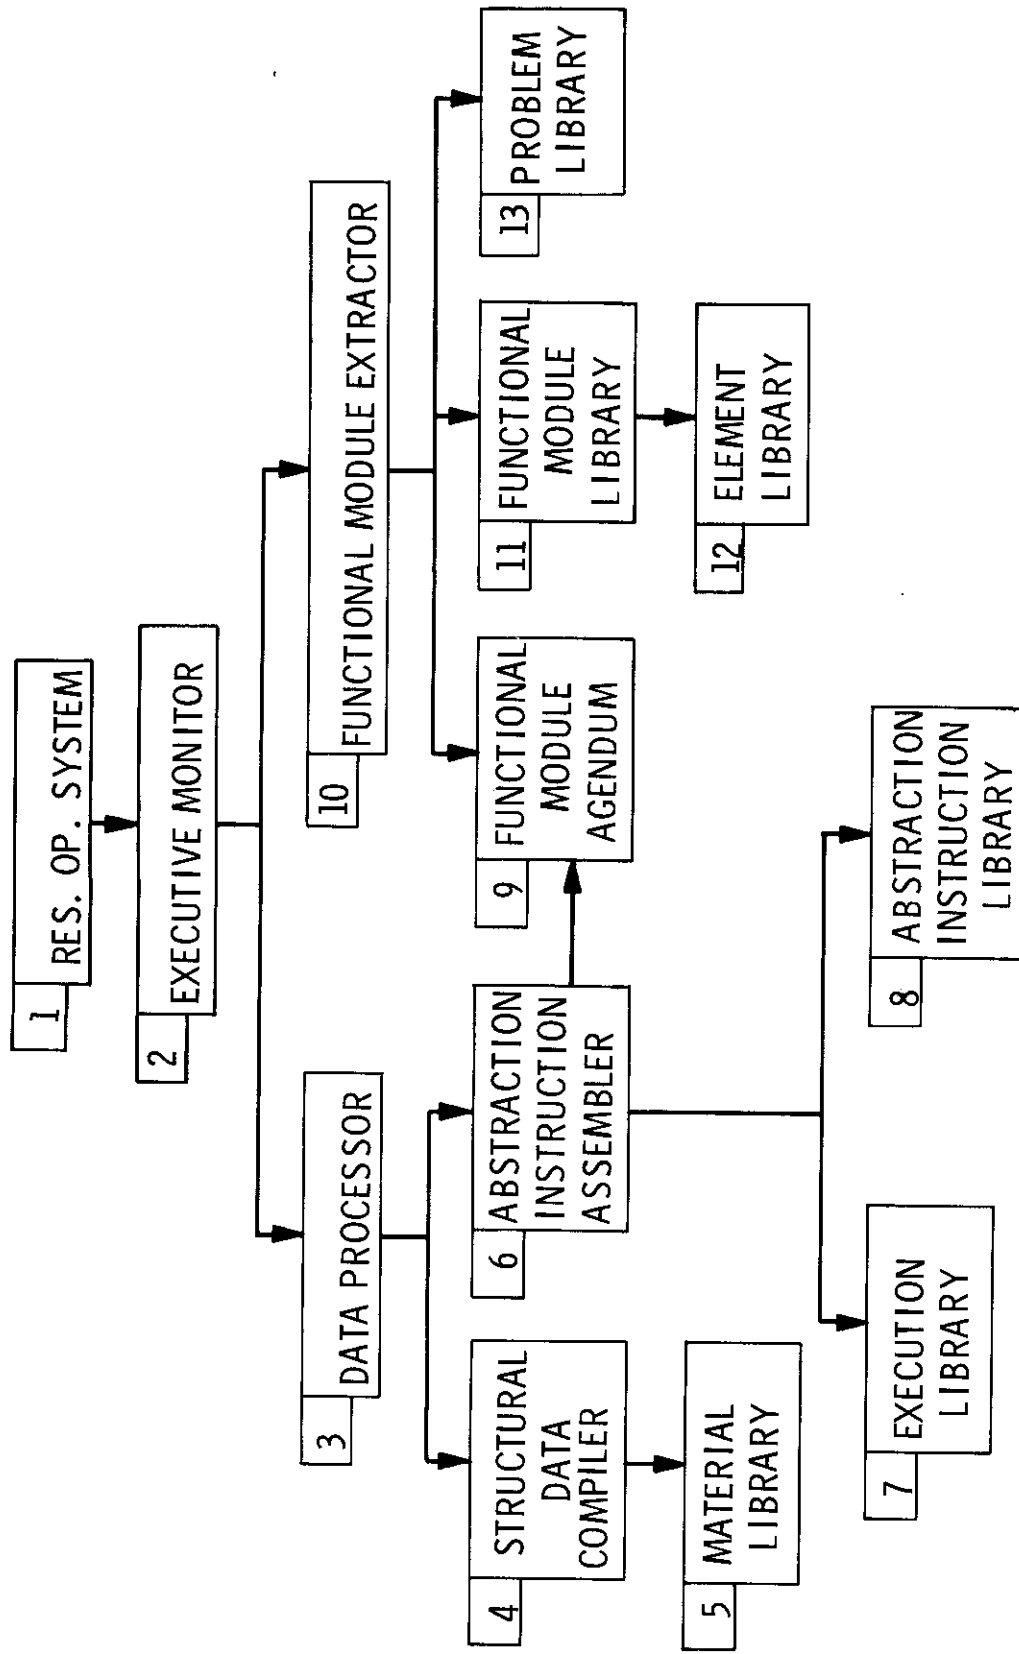 1
RES. OP. SYSTEM
2
EXECUTIVE MONITOR
3
DATA PROCESSOR
10
FUNCTIONAL MODULE EXTRACTOR
4
STRUCTURAL
DATA
COMPILER
6
ABSTRACTION
INSTRUCTION
ASSEMBLER
9
FUNCTIONAL
MODULE
AGENDUM
11
FUNCTIONAL
MODULE
LIBRARY
13
PROBLEM
LIBRARY
5
MATERIAL
LIBRARY
12
ELEMENT
LIBRARY
7
EXECUTION
LIBRARY
8
ABSTRACTION
INSTRUCTION
LIBRARY